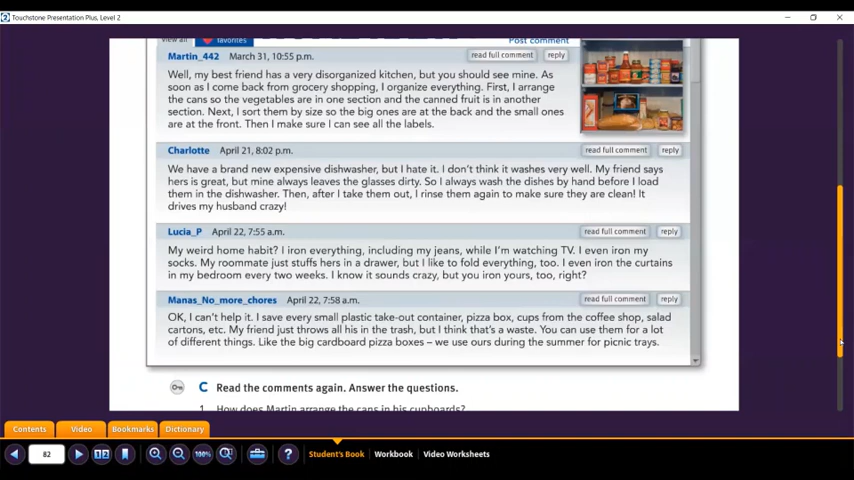 Touchstone Presentation Plus, Level 2
view all
favorites
Post comment
Martin_442 March 31, 10:55 p.m.
read full comment reply
Well, my best friend has a very disorganized kitchen, but you should see mine. As
soon as I come back from grocery shopping, I organize everything. First, I arrange
the cans so the vegetables are in one section and the canned fruit is in another
section. Next, I sort them by size so the big ones are at the back and the small ones
are at the front. Then I make sure I can see all the labels.
Charlotte April 21, 8:02 p.m.
read full comment reply
We have a brand new expensive dishwasher, but I hate it. I don't think it washes very well. My friend says
hers is great, but mine always leaves the glasses dirty. So I always wash the dishes by hand before I load
them in the dishwasher. Then, after I take them out, I rinse them again to make sure they are clean! It
drives my husband crazy!
Lucia_P April 22, 7:55 a.m.
read full comment reply
My weird home habit? I iron everything, including my jeans, while I'm watching TV. I even iron my
socks. My roommate just stuffs hers in a drawer, but I like to fold everything, too. I even iron the curtains
in my bedroom every two weeks. I know it sounds crazy, but you iron yours, too, right?
Manas_No_more_chores April 22, 7:58 a.m.
read full comment reply
OK, I can't help it. I save every small plastic take-out container, pizza box, cups from the coffee shop, salad
cartons, etc. My friend just throws all his in the trash, but I think that's a waste. You can use them for a lot
of different things. Like the big cardboard pizza boxes – we use ours during the summer for picnic trays.
C Read the comments again. Answer the questions.
1. How does Martin arrange the cans in his cupboards?
Contents Video Bookmarks Dictionary
82 1 2 100% ? Student's Book Workbook Video Worksheets